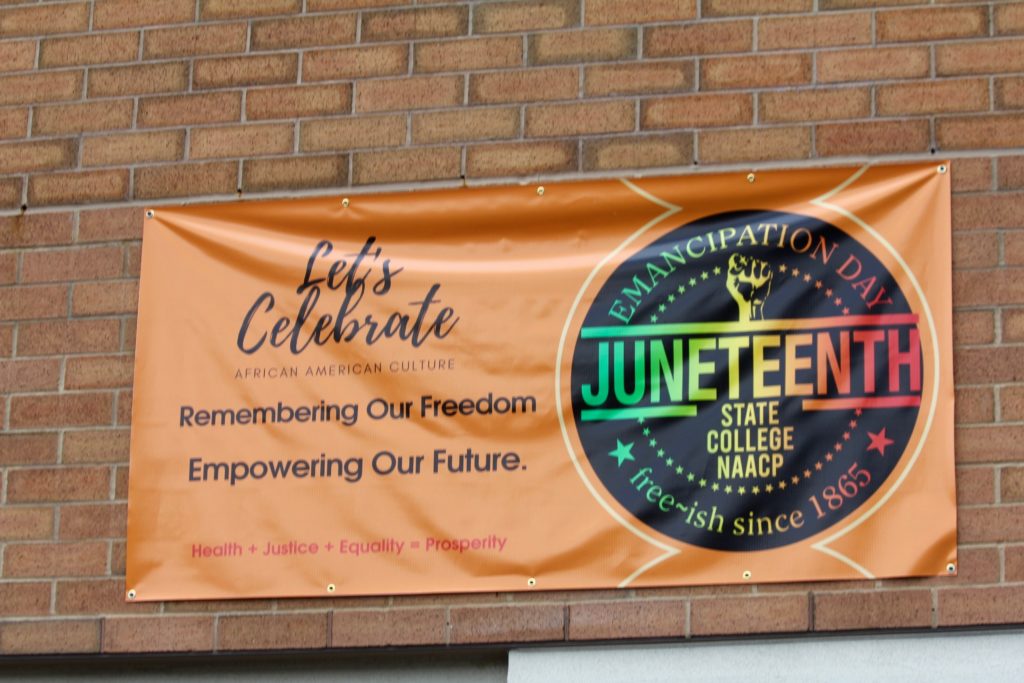 Let's
Celebrate
AFRICAN AMERICAN CULTURE
Remembering Our Freedom
Empowering Our Future.
Health + Justice + Equality = Prosperity
EMANCIPATION DAY
JUNETEENTH
STATE
COLLEGE
NAACP
free~ish since 1865